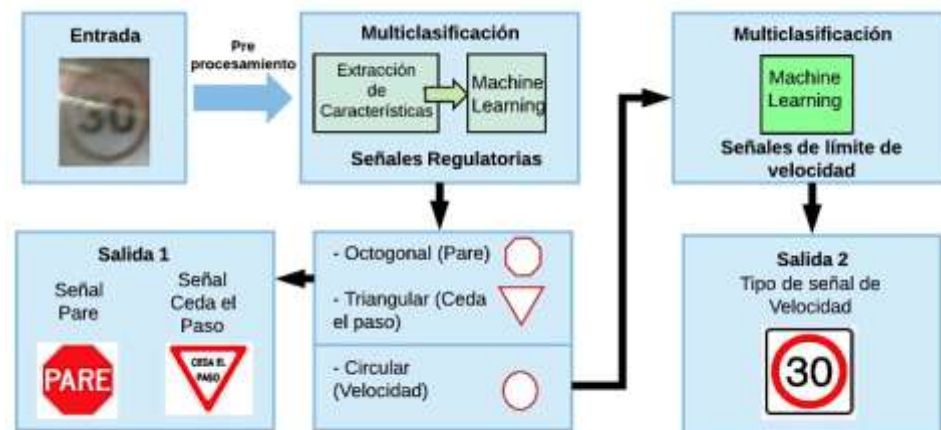 Entrada
30
Pre
procesamiento
Multiclasificación
Extracción
de
Características
Machine
Learning
Señales Regulatorias
Multiclasificación
Machine
Learning
Señales de límite de
velocidad
Salida 1
Señal
Pare
PARE
Señal
Ceda el
Paso
CEDA EL
PASO
- Octogonal (Pare)
- Triangular (Ceda
el paso)
- Circular
(Velocidad)
Salida 2
Tipo de señal de
Velocidad
30